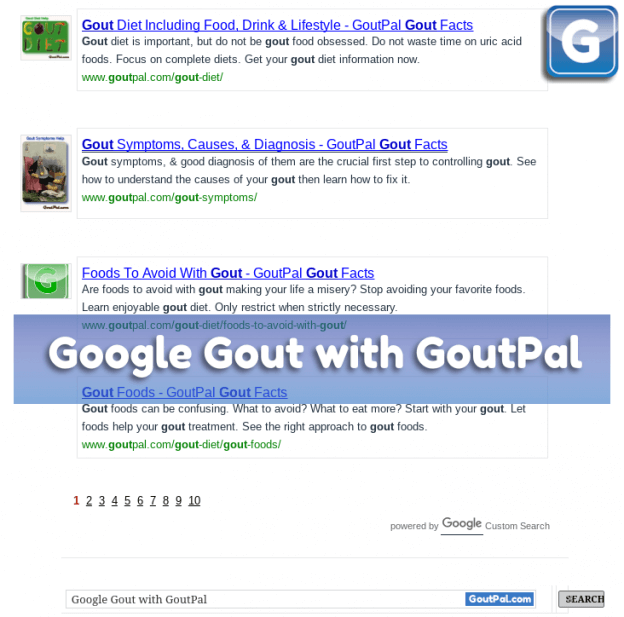 Gout Diet Including Food, Drink & Lifestyle - GoutPal Gout Facts
Gout diet is important, but do not be gout food obsessed. Do not waste time on uric acid
foods. Focus on complete diets. Get your gout diet information now.
www.goutpal.com/gout-diet/
GOUT
DIET
GoutPal.com
G
Gout Symptoms Help
Gout Symptoms, Causes, & Diagnosis - GoutPal Gout Facts
Gout symptoms, & good diagnosis of them are the crucial first step to controlling gout. See
how to understand the causes of your gout then learn how to fix it.
www.goutpal.com/gout-symptoms/
GoutPal.com
G
Foods To Avoid With Gout - GoutPal Gout Facts
Are foods to avoid with gout making your life a misery? Stop avoiding your favorite foods.
Learn enjoyable gout diet. Only restrict when strictly necessary.
www.goutpal.com/gout-diet/foods-to-avoid-with-gout/
Google Gout with GoutPal
Gout Foods - GoutPal Gout Facts
Gout foods can be confusing. What to avoid? What to eat more? Start with your gout. Let
foods help your gout treatment. See the right approach to gout foods.
www.goutpal.com/gout-diet/gout-foods/
1 2 3 4 5 6 7 8 9 10
powered by Google Custom Search
Google Gout with GoutPal GoutPal.com SEARCH